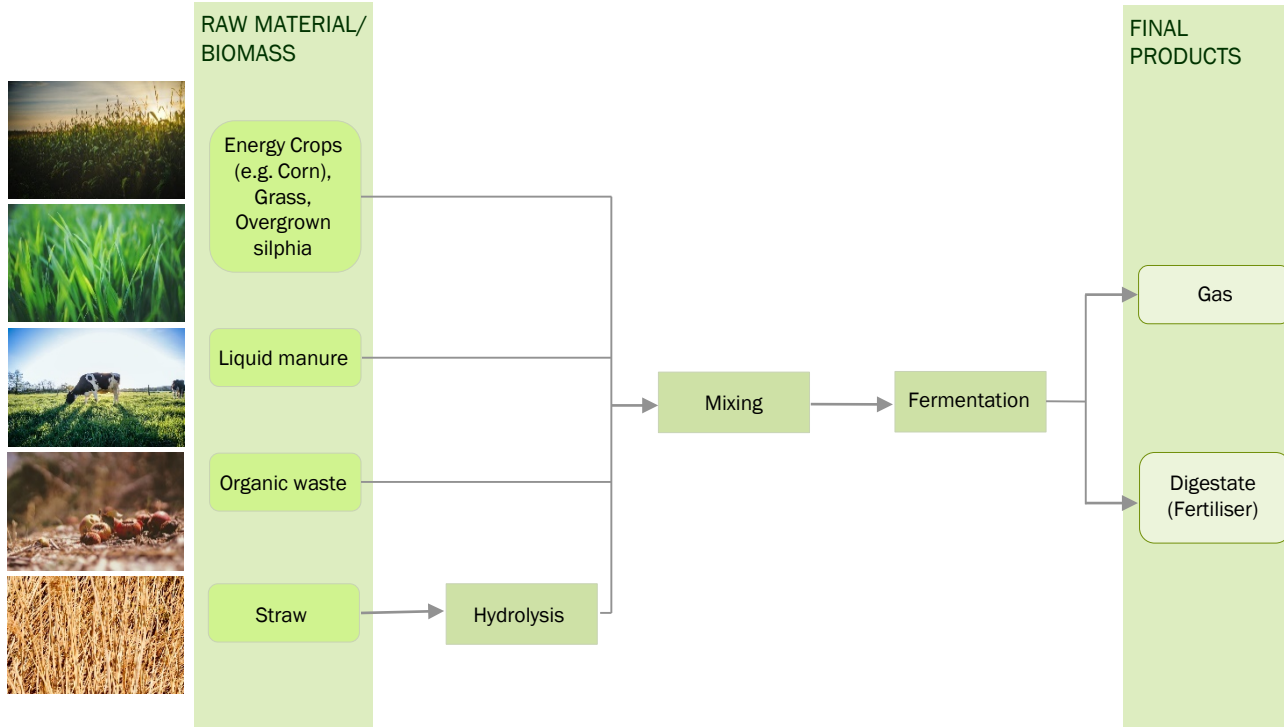 RAW MATERIAL/
BIOMASS
FINAL
PRODUCTS
Energy Crops
(e.g. Corn),
Grass,
Overgrown
silphia
Gas
Liquid manure
Mixing
Fermentation
Organic waste
Digestate
(Fertiliser)
Straw
Hydrolysis